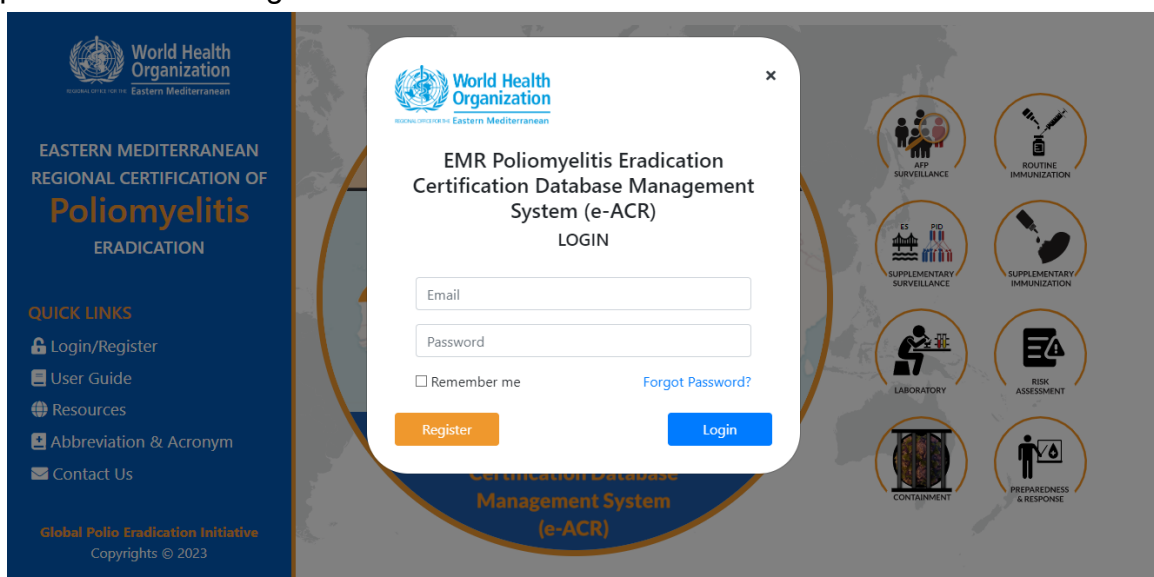 World Health
Organization
REGIONAL OFFICE FOR THE Eastern Mediterranean
EASTERN MEDITERRANEAN
REGIONAL CERTIFICATION OF
Poliomyelitis
ERADICATION
QUICK LINKS
Login/Register
User Guide
Resources
Abbreviation & Acronym
Contact Us
Global Polio Eradication Initiative
Copyrights © 2023
×
World Health
Organization
REGIONAL OFFICE FOR THE Eastern Mediterranean
EMR Poliomyelitis Eradication
Certification Database Management
System (e-ACR)
LOGIN
Email
Password
Remember me
Forgot Password?
Register
Login
Certification Database
Management System
(e-ACR)
AFP
SURVEILLANCE
ROUTINE
IMMUNIZATION
ES PID
SUPPLEMENTARY
SURVEILLANCE
SUPPLEMENTARY
IMMUNIZATION
LABORATORY
RISK
ASSESSMENT
CONTAINMENT
PREPAREDNESS
& RESPONSE